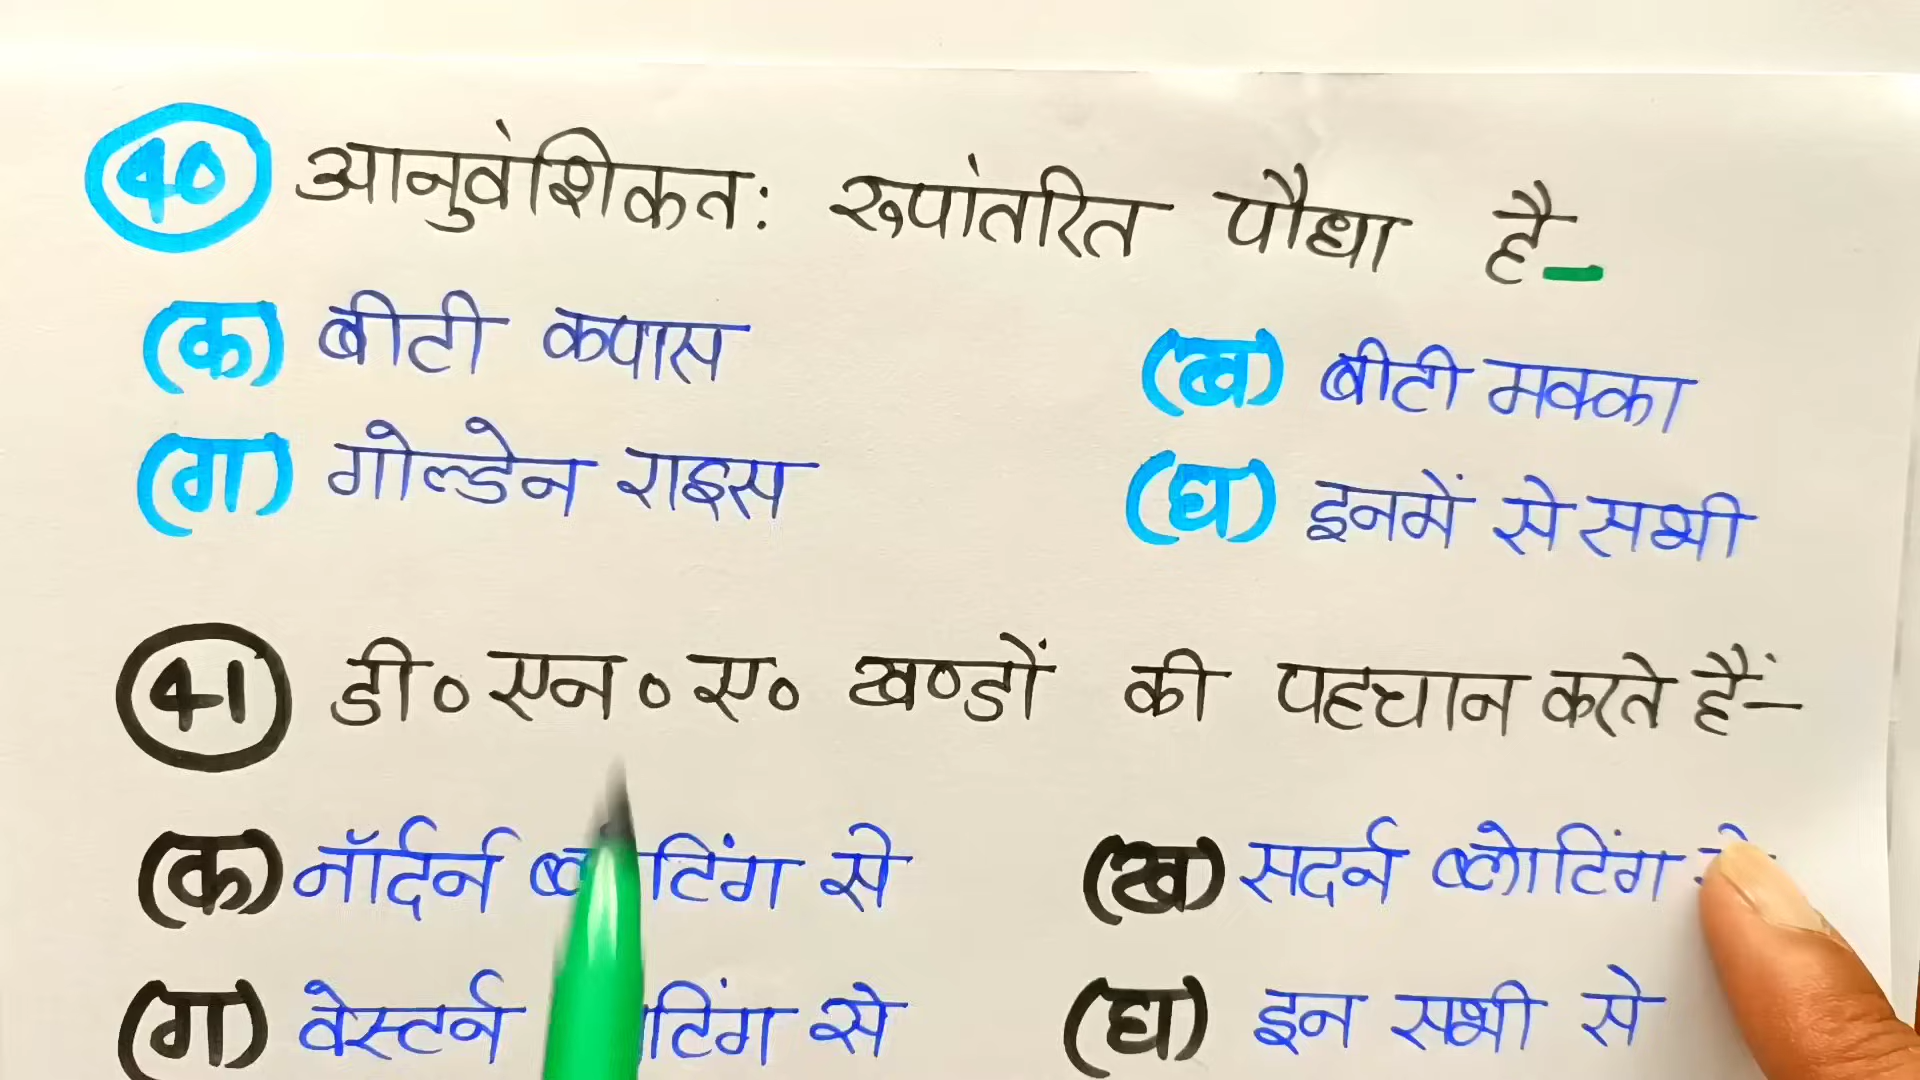 40 आनुवंशिकतः रूपांतरित पौधा है-
(क) बीटी कपास (ख) बीटी मक्का
(ग) गोल्डेन राइस (घ) इनमें से सभी
41 डी॰ एन॰ ए॰ खण्डों की पहचान करते हैं-
(क) नॉर्दर्न से (ख) सदर्न ब्लोटिंग
(ग) वेस्टर्न से (घ) इन सभी से